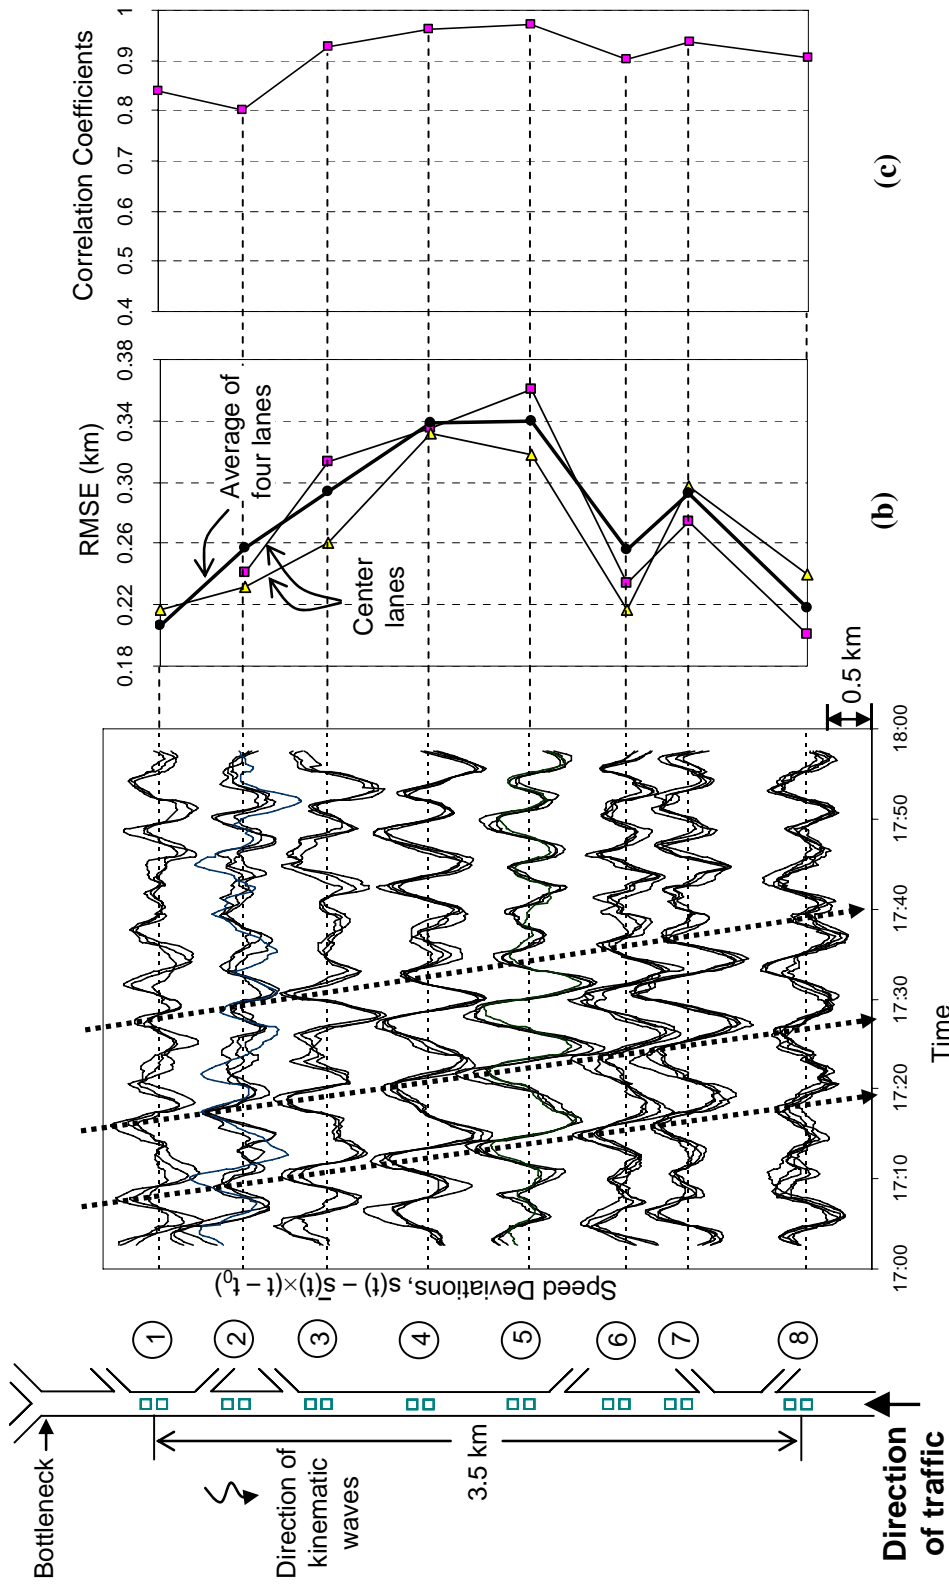 Bottleneck
Direction of
kinematic
waves
3.5 km
Direction
of traffic
1
2
3
4
5
6
7
8
Speed Deviations, s(t) − s̄(t)×(t − t₀)
17:00
17:10
17:20
17:30
17:40
17:50
18:00
Time
0.5 km
RMSE (km)
0.18
0.22
0.26
0.30
0.34
0.38
Average of
four lanes
Center
lanes
(b)
Correlation Coefficients
0.4
0.5
0.6
0.7
0.8
0.9
1
(c)